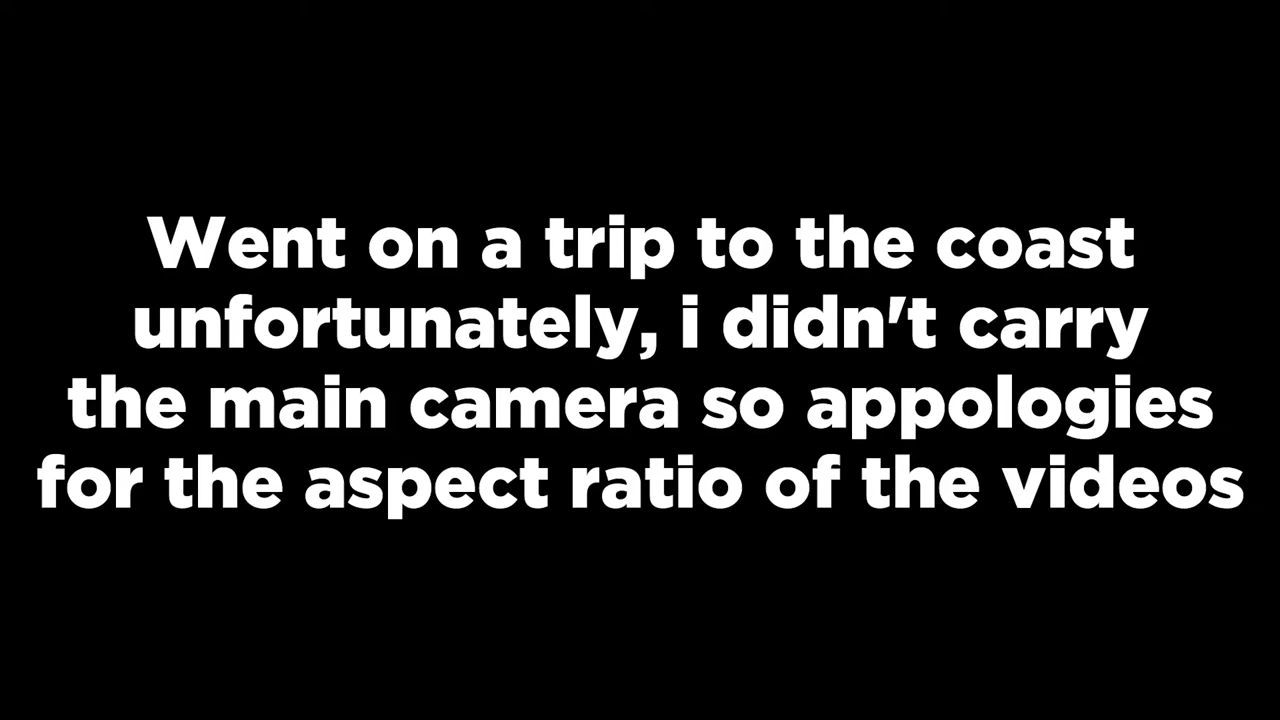 Went on a trip to the coast
unfortunately, i didn't carry
the main camera so appologies
for the aspect ratio of the videos